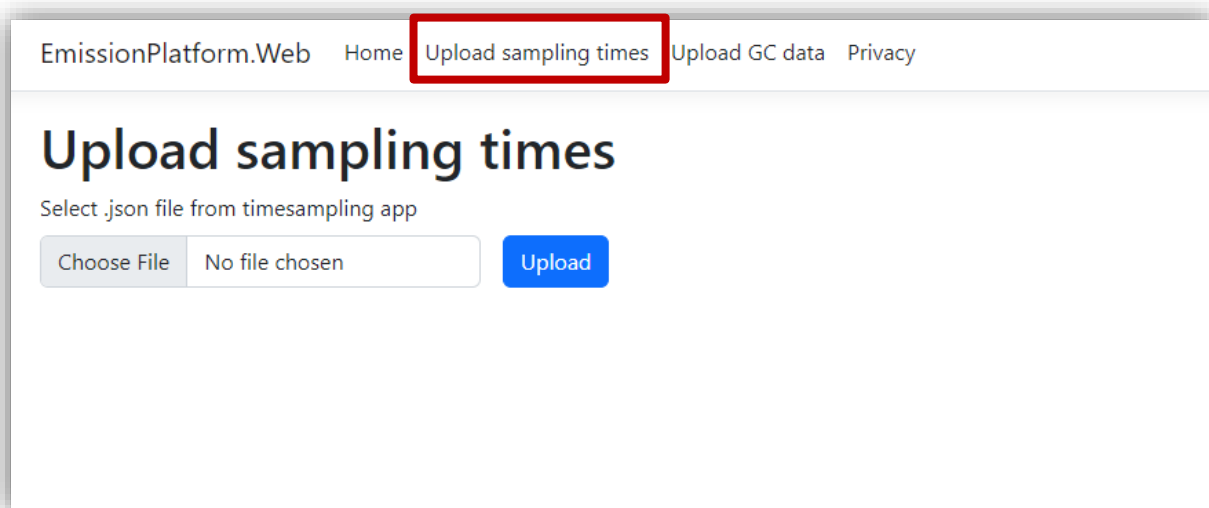 EmissionPlatform.Web Home Upload sampling times Upload GC data Privacy
Upload sampling times
Select .json file from timesampling app
Choose File No file chosen Upload